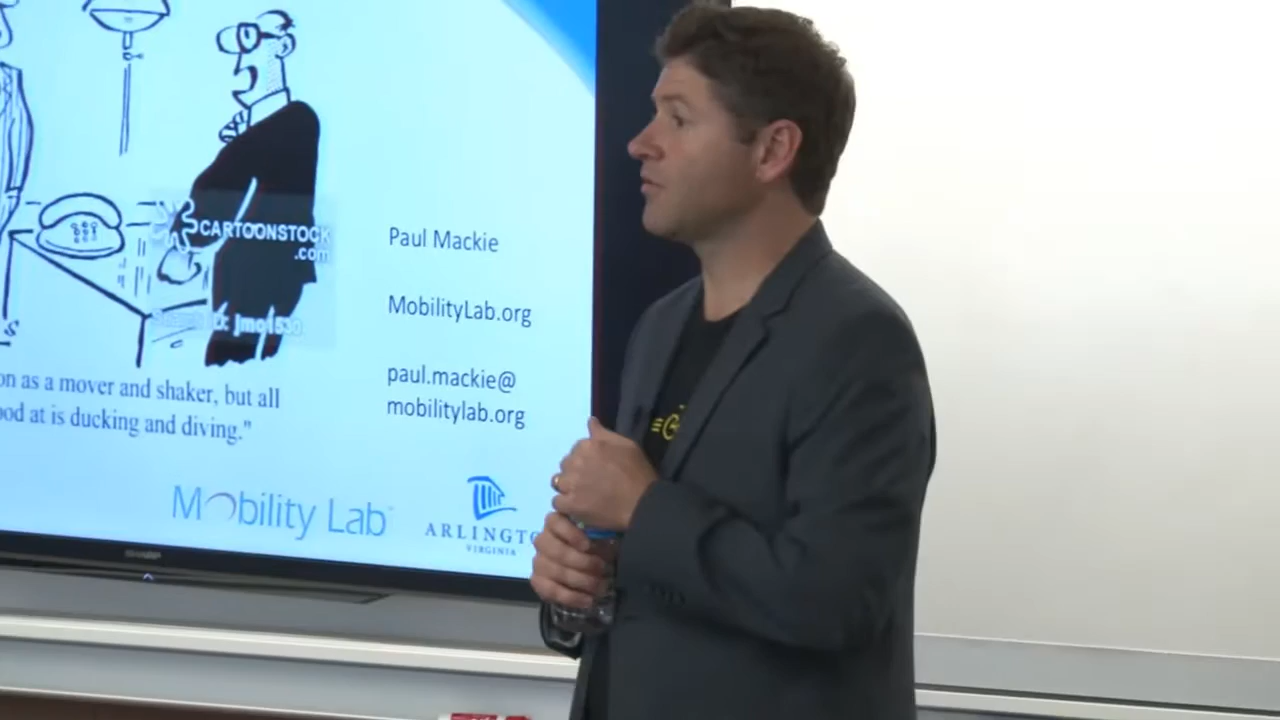 CARTOONSTOCK
.com
Paul Mackie
MobilityLab.org
paul.mackie@
mobilitylab.org
on as a mover and shaker, but all
ood at is ducking and diving."
Mobility Lab
ARLINGTO
VIRGINIA
SHARP